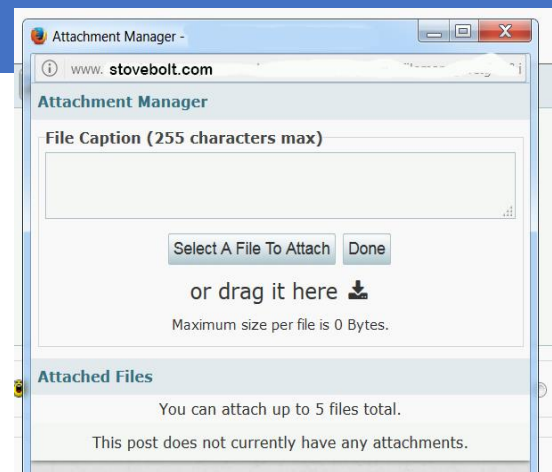 Attachment Manager -
www. stovebolt.com
Attachment Manager
File Caption (255 characters max)
Select A File To Attach Done
or drag it here
Maximum size per file is 0 Bytes.
Attached Files
You can attach up to 5 files total.
This post does not currently have any attachments.